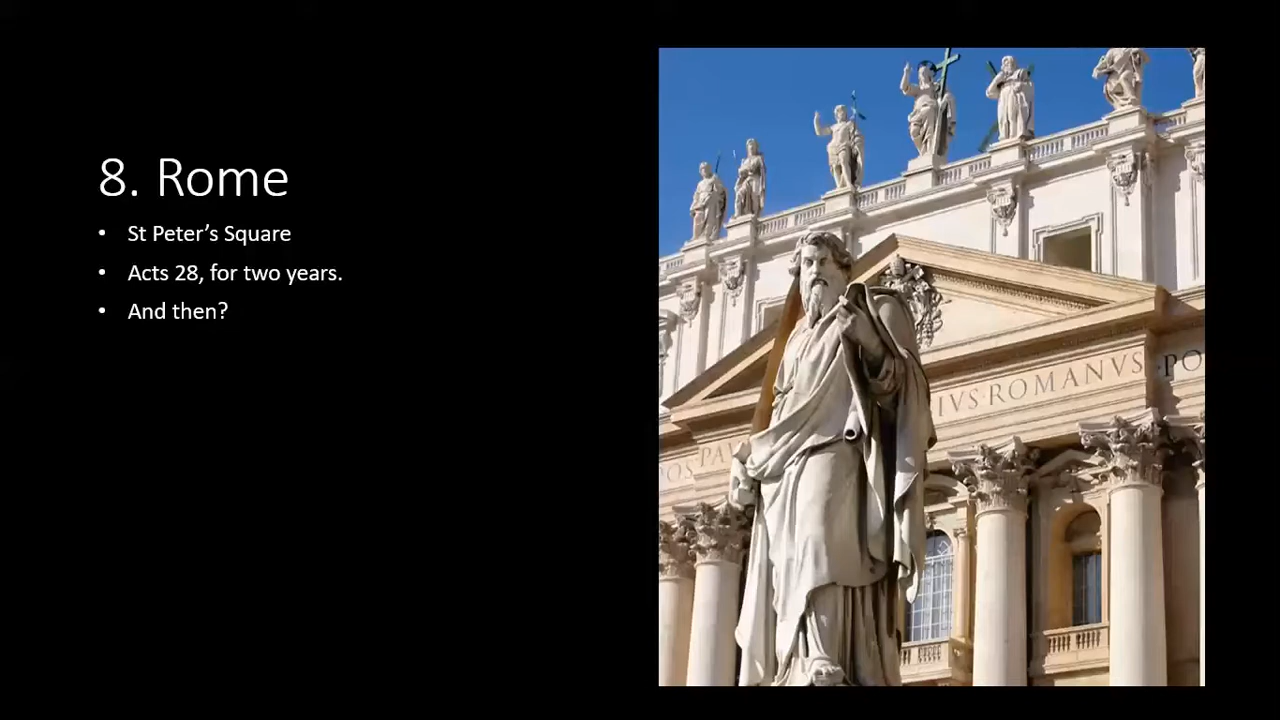 8. Rome
• St Peter’s Square
• Acts 28, for two years.
• And then?
IVS·ROMANVS PO